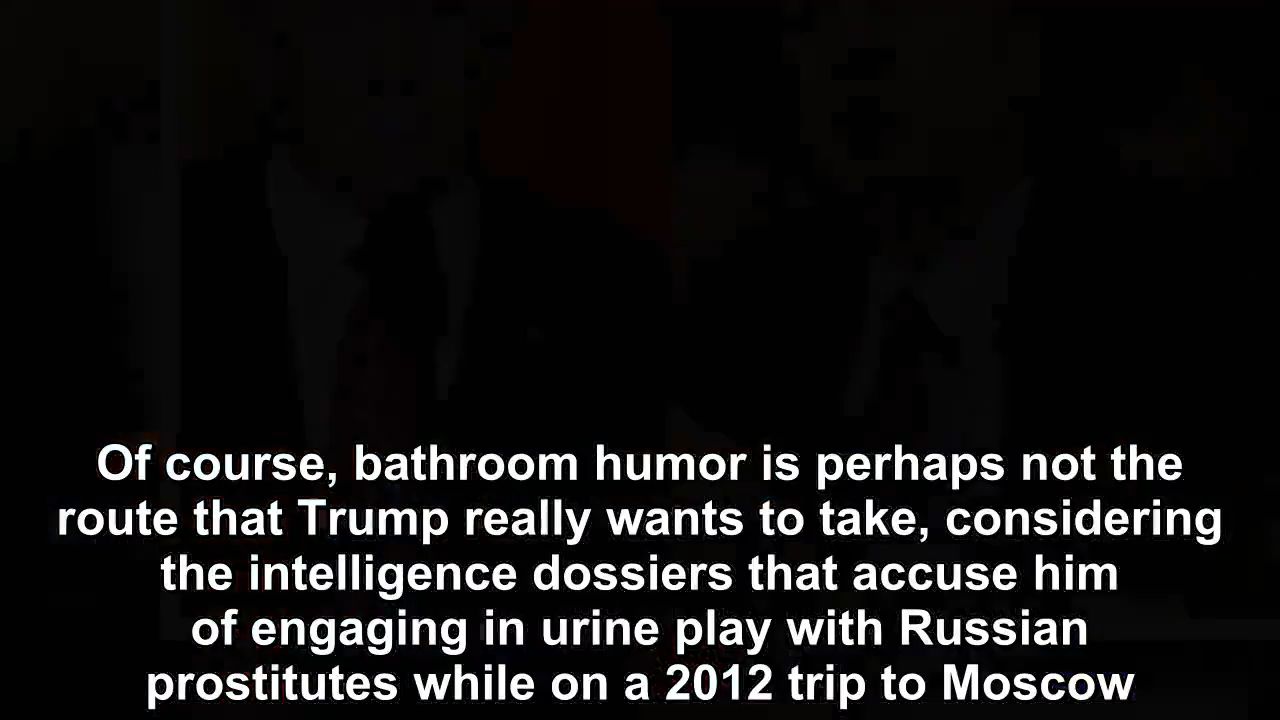 Of course, bathroom humor is perhaps not the
route that Trump really wants to take, considering
the intelligence dossiers that accuse him
of engaging in urine play with Russian
prostitutes while on a 2012 trip to Moscow